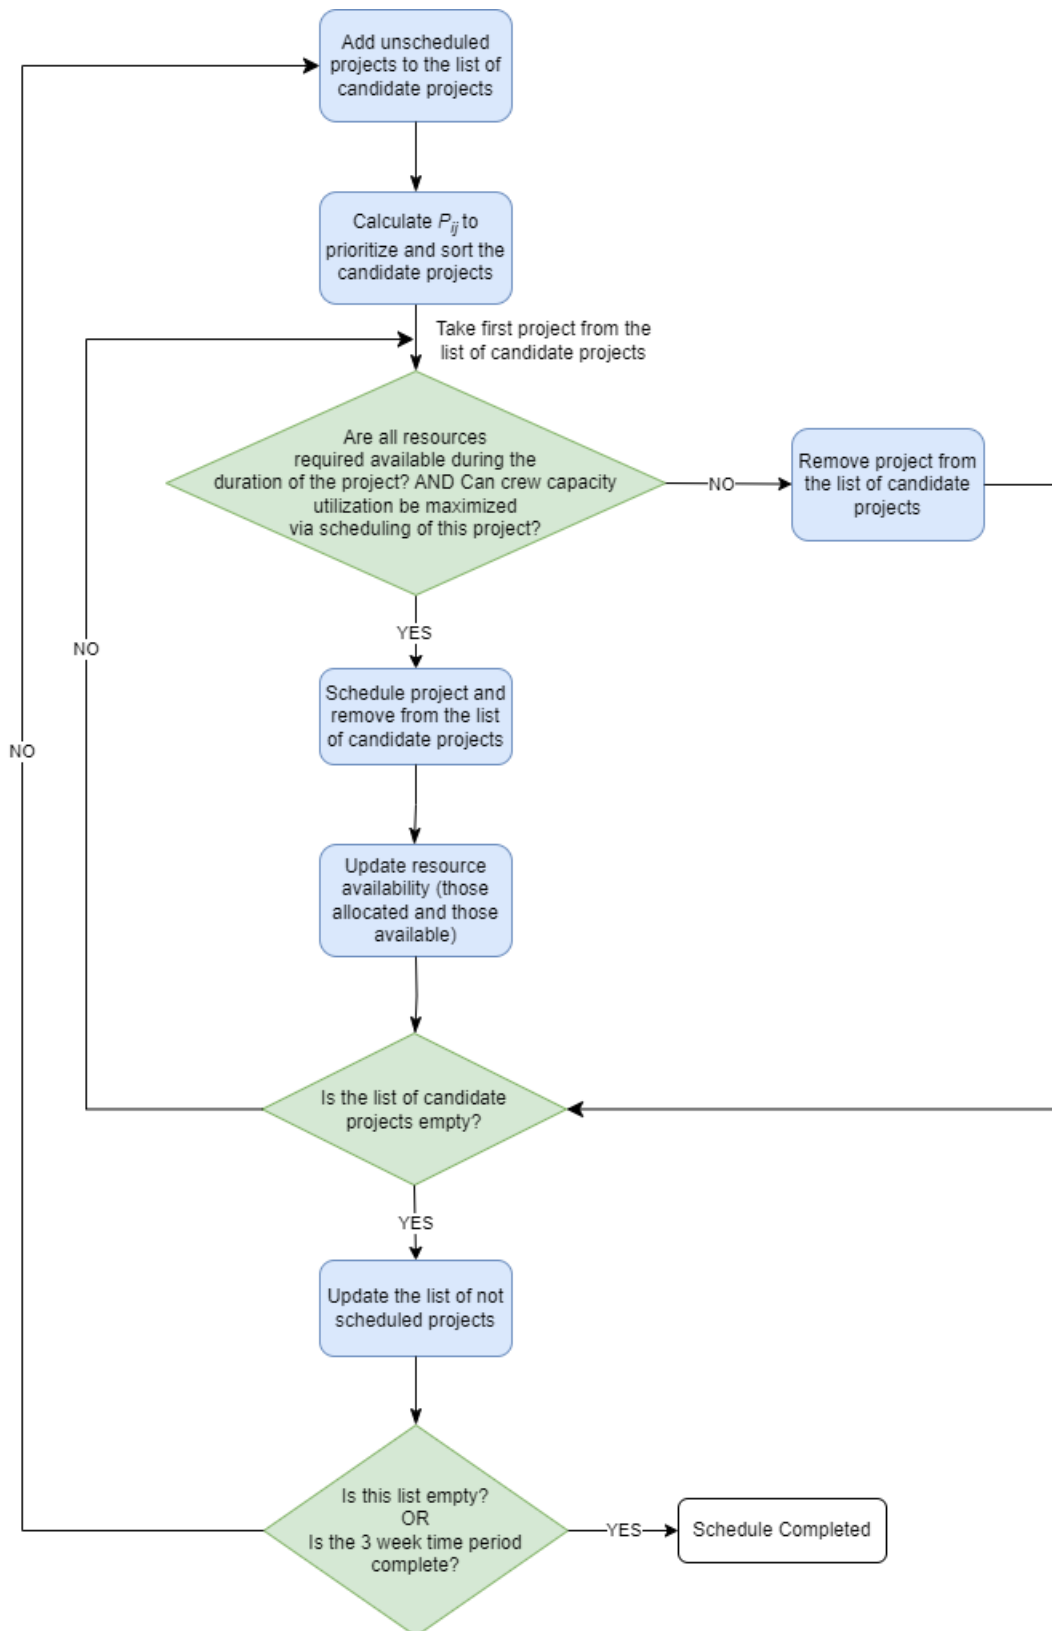 Add unscheduled
projects to the list of
candidate projects
Calculate Pij to
prioritize and sort the
candidate projects
Take first project from the
list of candidate projects
Are all resources
required available during the
duration of the project? AND Can crew capacity
utilization be maximized
via scheduling of this project?
NO
Remove project from
the list of candidate
projects
YES
NO
Schedule project and
remove from the list
of candidate projects
NO
Update resource
availability (those
allocated and those
available)
Is the list of candidate
projects empty?
YES
Update the list of not
scheduled projects
Is this list empty?
OR
Is the 3 week time period
complete?
YES
Schedule Completed